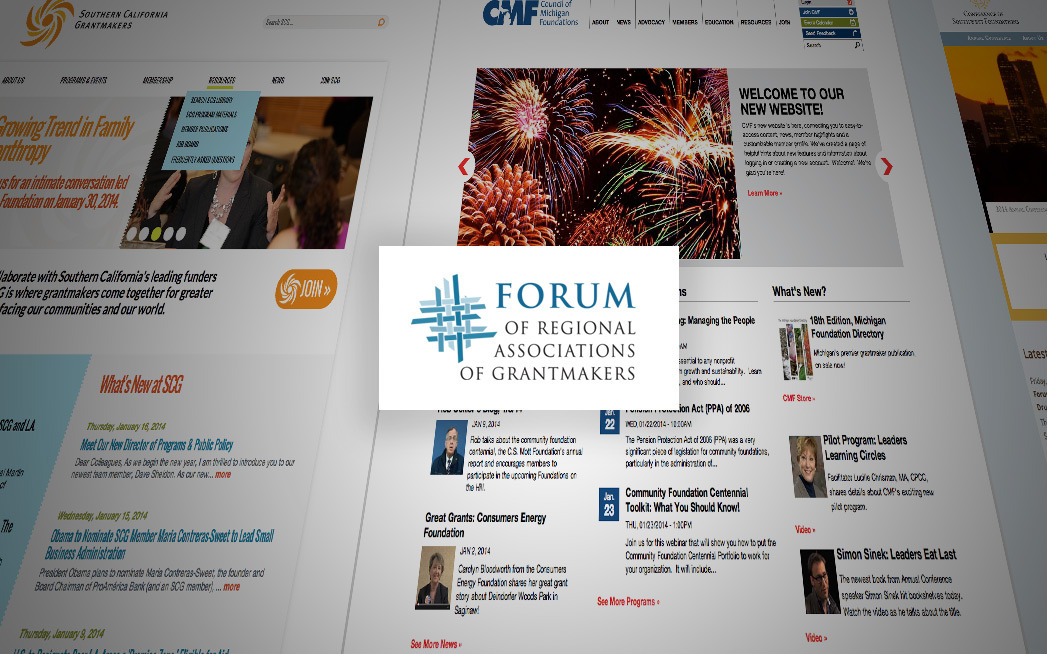 SOUTHERN CALIFORNIA
GRANTMAKERS
Search SCG...
ABOUT US
PROGRAMS & EVENTS
MEMBERSHIP
RESOURCES
NEWS
JOIN SCG
SEARCH SCG LIBRARY
SCG PROGRAM MATERIALS
MEMBER PUBLICATIONS
JOB BOARD
FREQUENTLY ASKED QUESTIONS
Growing Trend in Family
anthropy
us for an intimate conversation led
Foundation on January 30, 2014.
laborate with Southern California's leading funders
G is where grantmakers come together for greater
facing our communities and our world.
JOIN »
What's New at SCG
Thursday, January 16, 2014
Meet Our New Director of Programs & Public Policy
Dear Colleagues, As we begin the new year, I am thrilled to introduce you to our
newest team member, Dave Sheldon. As our new... more
Wednesday, January 15, 2014
Obama to Nominate SCG Member Maria Contreras-Sweet to Lead Small
Business Administration
President Obama plans to nominate Maria Contreras-Sweet, the founder and
Board Chairman of ProAmérica Bank (and an SCG member), ... more
Thursday, January 9, 2014
SCG and L.A.
ei Martin
The
CMF
Council of
Michigan
Foundations
ABOUT
NEWS
ADVOCACY
MEMBERS
EDUCATION
RESOURCES
JOIN
Login
Join CMF
Events Calendar
Send Feedback
Search
WELCOME TO OUR
NEW WEBSITE!
CMF's new website is here, connecting you to easy-to-
access content, news, member highlights and a
customizable member profile. We've created a page of
helpful hints about new features and information about
logging in or creating a new account. Welcome! We're
glad you're here!
Learn More »
FORUM
OF REGIONAL
ASSOCIATIONS
OF GRANTMAKERS
JAN 9, 2014
Rob talks about the community foundation
centennial, the C.S. Mott Foundation's annual
report and encourages members to
participate in the upcoming Foundations on
the Hill.
Great Grants: Consumers Energy
Foundation
JAN 2, 2014
Carolyn Bloodworth from the Consumers
Energy Foundation shares her great grant
story about Deindorfer Woods Park in
Saginaw!
See More News »
ms
ng: Managing the People
AM
ssential to any nonprofit
n growth and sustainability. Learn
, and who should...
Jan.
22
Pension Protection Act (PPA) of 2006
WED, 01/22/2014 - 10:00AM
The Pension Protection Act of 2006 (PPA) was a very
significant piece of legislation for community foundations,
particularly in the administration of...
Jan.
23
Community Foundation Centennial
Toolkit: What You Should Know!
THU, 01/23/2014 - 1:00PM
Join us for this webinar that will show you how to put the
Community Foundation Centennial Portfolio to work for
your organization. It will include...
See More Programs »
What's New?
18th Edition, Michigan
Foundation Directory
Michigan's premier grantmaker publication
on sale now!
CMF Store »
Pilot Program: Leaders
Learning Circles
Facilitator Lucille Chrisman, MA, CPCC,
shares details about CMF's exciting new
pilot program.
Video »
Simon Sinek: Leaders Eat Last
The newest book from Annual Conference
speaker Simon Sinek hit bookshelves today.
Watch the video as he talks about the title.
Video »
Latest
Friday,